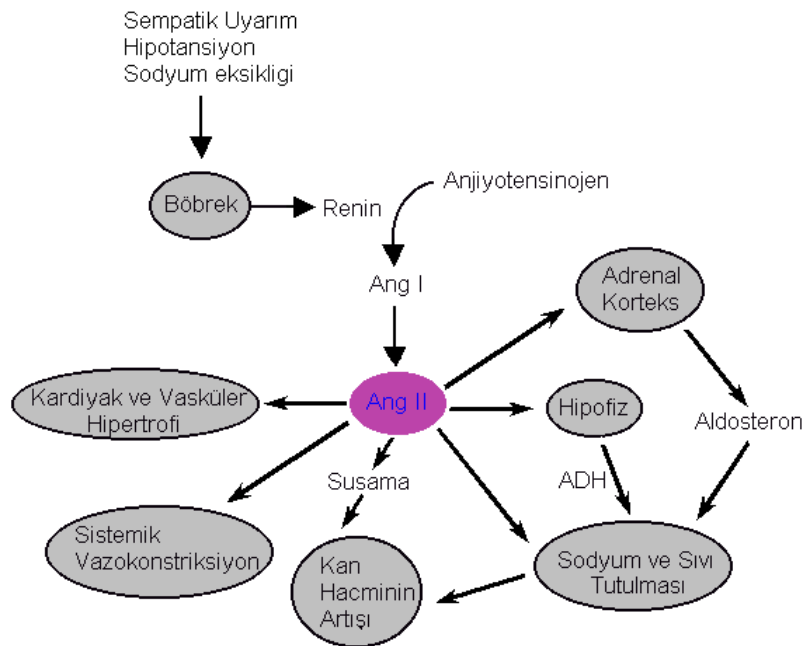 Sempatik Uyarım
Hipotansiyon
Sodyum eksikligi
Böbrek
Renin
Anjiyotensinojen
Ang I
Adrenal
Korteks
Kardiyak ve Vasküler
Hipertrofi
Ang II
Hipofiz
Aldosteron
Susama
ADH
Sistemik
Vazokonstriksiyon
Kan
Hacminin
Artışı
Sodyum ve Sıvı
Tutulması